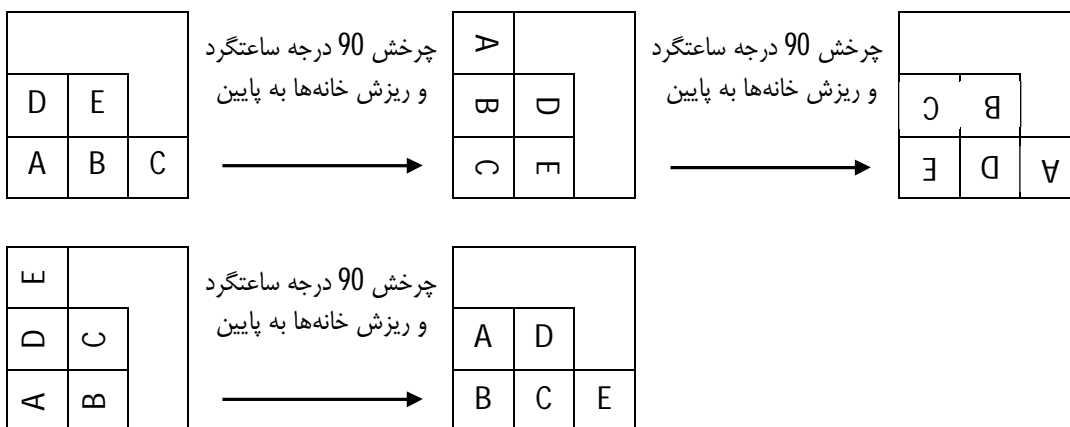 D E
A B C
چرخش 90 درجه ساعتگرد
و ریزش خانه‌ها به پایین
A
B D
C E
چرخش 90 درجه ساعتگرد
و ریزش خانه‌ها به پایین
C B
E D A
E
D C
A B
چرخش 90 درجه ساعتگرد
و ریزش خانه‌ها به پایین
A D
B C E